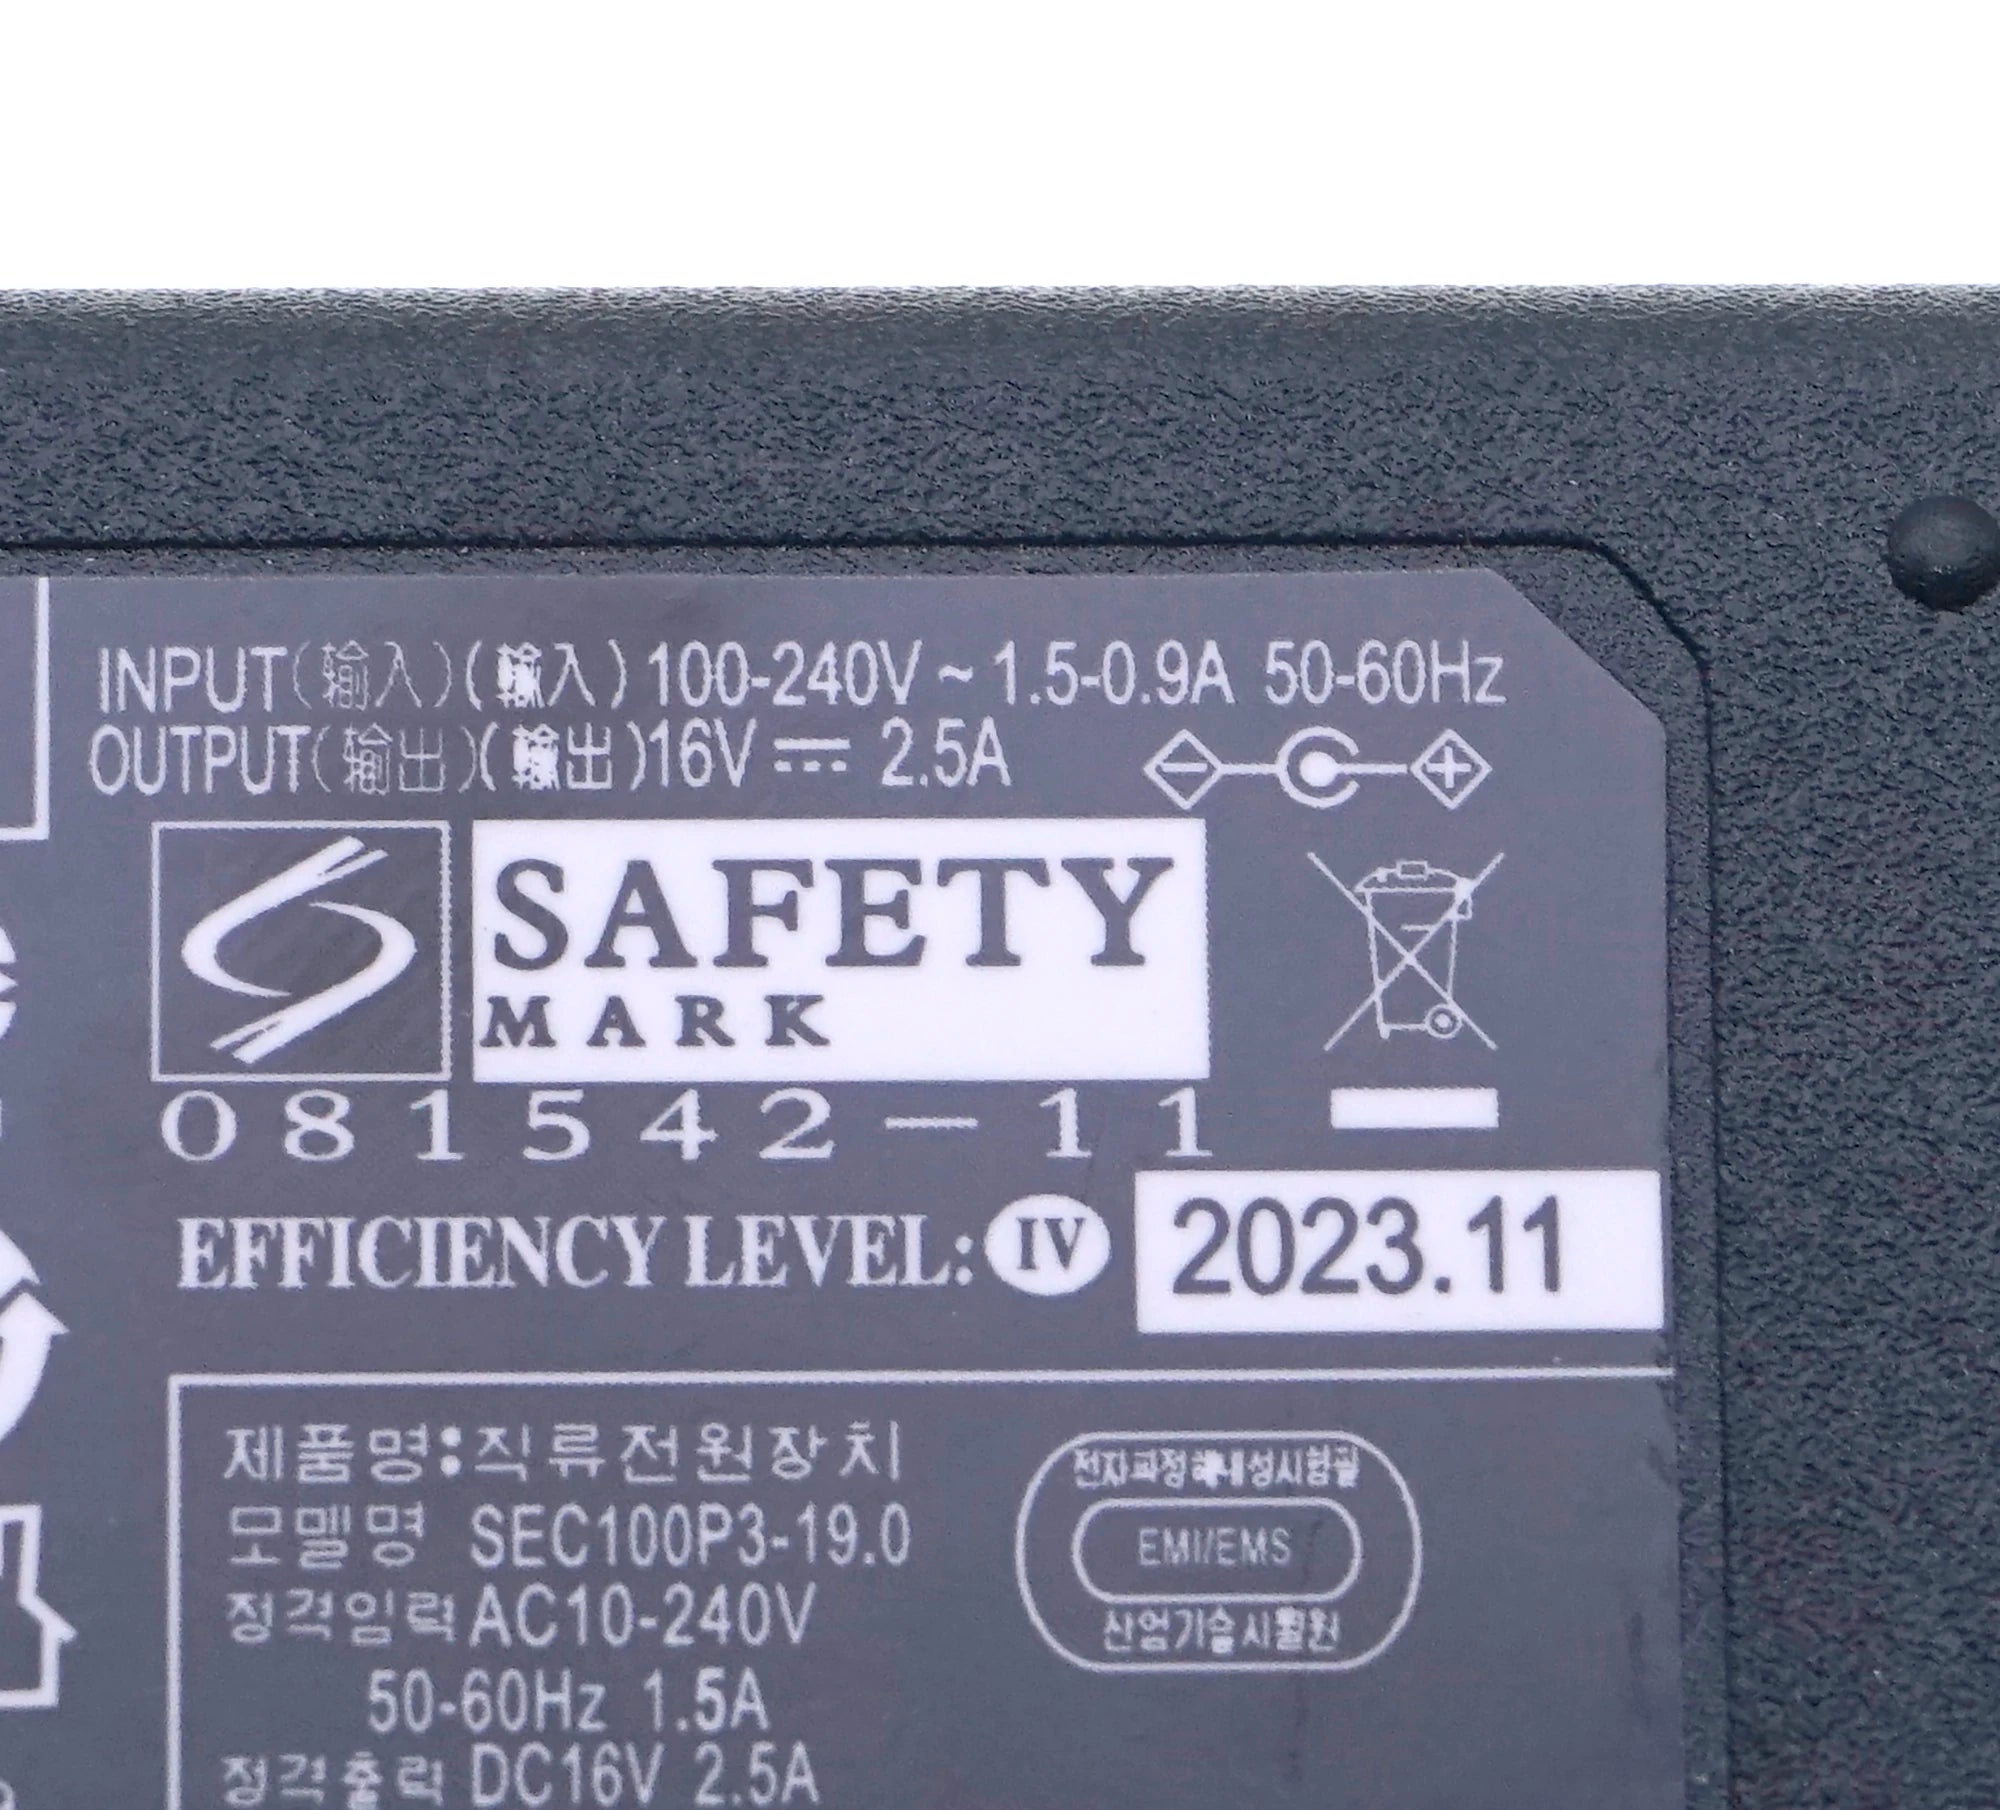 INPUT(输入)(輸入)100-240V ~ 1.5-0.9A 50-60Hz
OUTPUT(输出)(輸出)16V ⎓ 2.5A
SAFETY
MARK
081542-11
EFFICIENCY LEVEL: IV
2023.11
제품명:직류전원장치
모델명 SEC100P3-19.0
정격입력 AC10-240V
50-60Hz 1.5A
정격출력 DC16V 2.5A
EMI/EMS